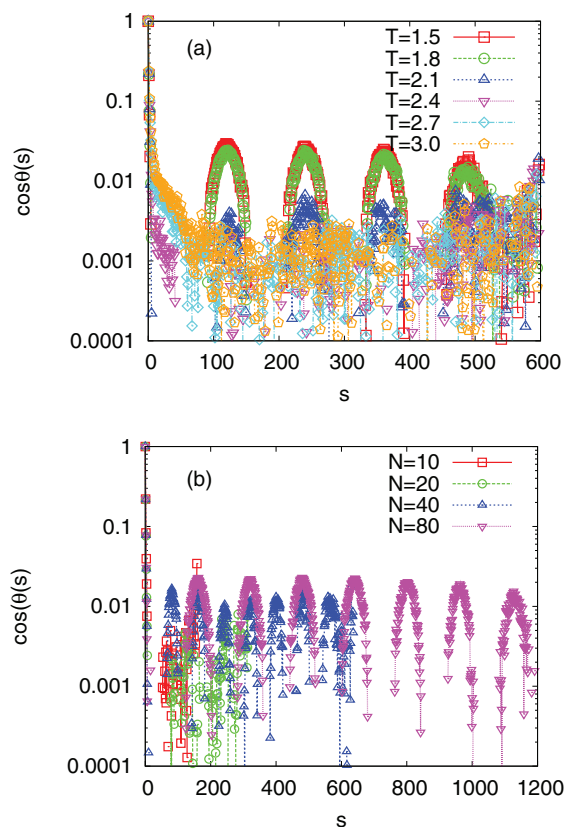 1
0.1
0.01
0.001
0.0001
cosθ(s)
(a)
T=1.5
T=1.8
T=2.1
T=2.4
T=2.7
T=3.0
0 100 200 300 400 500 600
s
1
0.1
0.01
0.001
0.0001
cos(θ(s)
(b)
N=10
N=20
N=40
N=80
0 200 400 600 800 1000 1200
s